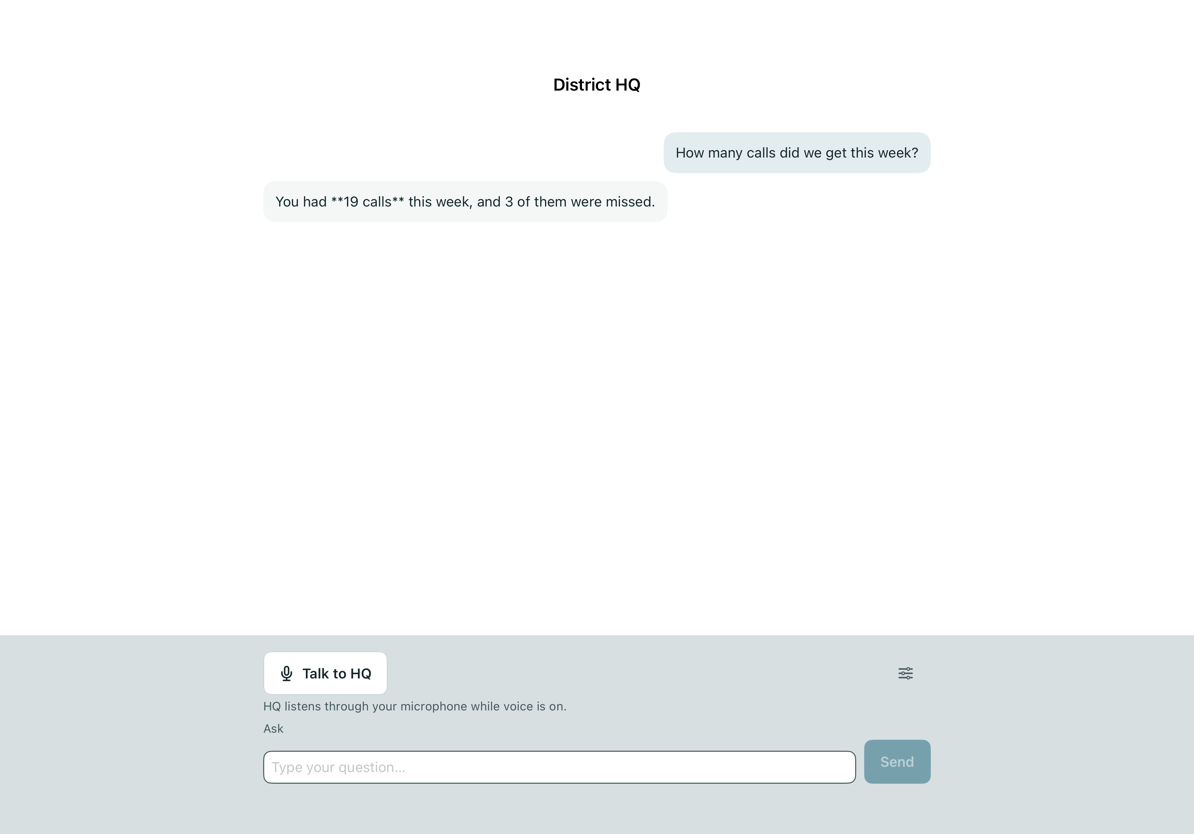 District HQ
How many calls did we get this week?
You had **19 calls** this week, and 3 of them were missed.
Talk to HQ
HQ listens through your microphone while voice is on.
Ask
Type your question...
Send